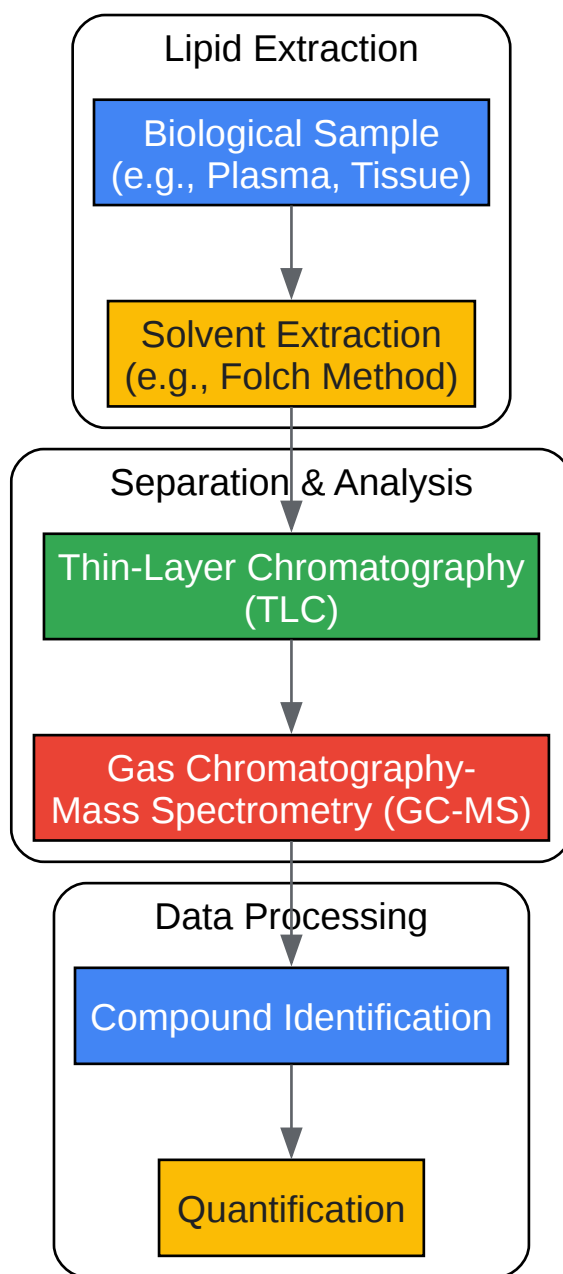 Lipid Extraction
Biological Sample
(e.g., Plasma, Tissue)
Solvent Extraction
(e.g., Folch Method)
Separation & Analysis
Thin-Layer Chromatography
(TLC)
Gas Chromatography-
Mass Spectrometry (GC-MS)
Data Processing
Compound Identification
Quantification